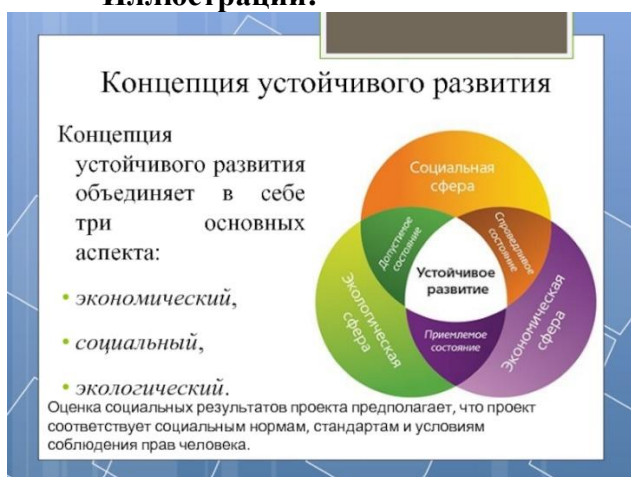 Иллюстрации:
Концепция устойчивого развития
Концепция
устойчивого развития
объединяет в себе
три основных
аспекта:
• экономический,
• социальный,
• экологический.
Оценка социальных результатов проекта предполагает, что проект
соответствует социальным нормам, стандартам и условиям
соблюдения прав человека.
Социальная
сфера
Допустимое
состояние
Справедливое
состояние
Устойчивое
развитие
Экологическая
сфера
Приемлемое
состояние
Экономическая
сфера